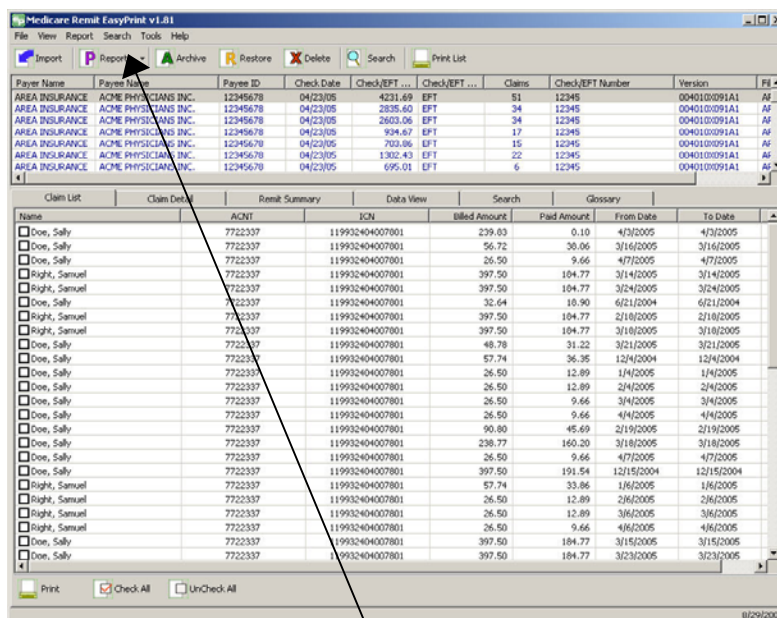 Medicare Remit EasyPrint v1.81
File View Report Search Tools Help
Import Report Archive Restore Delete Search Print List
Payer Name Payee Name Payee ID Check Date Check/EFT ... Check/EFT ... Claims Check/EFT Number Version
AREA INSURANCE ACME PHYSICIANS INC. 12345678 04/23/05 4231.69 EFT 51 12345 004010X091A1 AF
AREA INSURANCE ACME PHYSICIANS INC. 12345678 04/23/05 2835.60 EFT 34 12345 004010X091A1 AF
AREA INSURANCE ACME PHYSICIANS INC. 12345678 04/23/05 2603.06 EFT 34 12345 004010X091A1 AF
AREA INSURANCE ACME PHYSICIANS INC. 12345678 04/23/05 934.67 EFT 17 12345 004010X091A1 AF
AREA INSURANCE ACME PHYSICIANS INC. 12345678 04/23/05 703.86 EFT 15 12345 004010X091A1 AF
AREA INSURANCE ACME PHYSICIANS INC. 12345678 04/23/05 1302.43 EFT 22 12345 004010X091A1 AF
AREA INSURANCE ACME PHYSICIANS INC. 12345678 04/23/05 695.01 EFT 6 12345 004010X091A1 AF
Claim List Claim Detail Remit Summary Data View Search Glossary
Name ACNT ICN Billed Amount Paid Amount From Date To Date
Doe, Sally 7722337 119932404007801 239.83 0.10 4/3/2005 4/3/2005
Doe, Sally 7722337 119932404007801 56.72 38.06 3/16/2005 3/16/2005
Doe, Sally 7722337 119932404007801 26.50 9.66 4/7/2005 4/7/2005
Right, Samuel 7722337 119932404007801 397.50 184.77 3/14/2005 3/14/2005
Right, Samuel 7722337 119932404007801 397.50 184.77 3/24/2005 3/24/2005
Doe, Sally 7722337 119932404007801 32.64 18.90 6/21/2004 6/21/2004
Right, Samuel 7722337 119932404007801 397.50 184.77 2/18/2005 2/18/2005
Right, Samuel 7722337 119932404007801 397.50 184.77 3/18/2005 3/18/2005
Doe, Sally 7722337 119932404007801 48.78 31.22 3/21/2005 3/21/2005
Doe, Sally 7722337 119932404007801 57.74 36.35 12/4/2004 12/4/2004
Doe, Sally 7722337 119932404007801 26.50 12.89 1/4/2005 1/4/2005
Doe, Sally 7722337 119932404007801 26.50 12.89 2/4/2005 2/4/2005
Doe, Sally 7722337 119932404007801 26.50 9.66 3/4/2005 3/4/2005
Doe, Sally 7722337 119932404007801 26.50 9.66 4/4/2005 4/4/2005
Doe, Sally 7722337 119932404007801 90.80 45.69 2/19/2005 2/19/2005
Doe, Sally 7722337 119932404007801 238.77 160.20 3/18/2005 3/18/2005
Doe, Sally 7722337 119932404007801 26.50 9.66 4/7/2005 4/7/2005
Doe, Sally 7722337 119932404007801 397.50 191.54 12/15/2004 12/15/2004
Right, Samuel 7722337 119932404007801 57.74 33.86 1/6/2005 1/6/2005
Right, Samuel 7722337 119932404007801 26.50 12.89 2/6/2005 2/6/2005
Right, Samuel 7722337 119932404007801 26.50 12.89 3/6/2005 3/6/2005
Right, Samuel 7722337 119932404007801 26.50 9.66 4/6/2005 4/6/2005
Doe, Sally 7722337 119932404007801 397.50 184.77 3/15/2005 3/15/2005
Doe, Sally 7722337 119932404007801 397.50 184.77 3/23/2005 3/23/2005
Print Check All UnCheck All